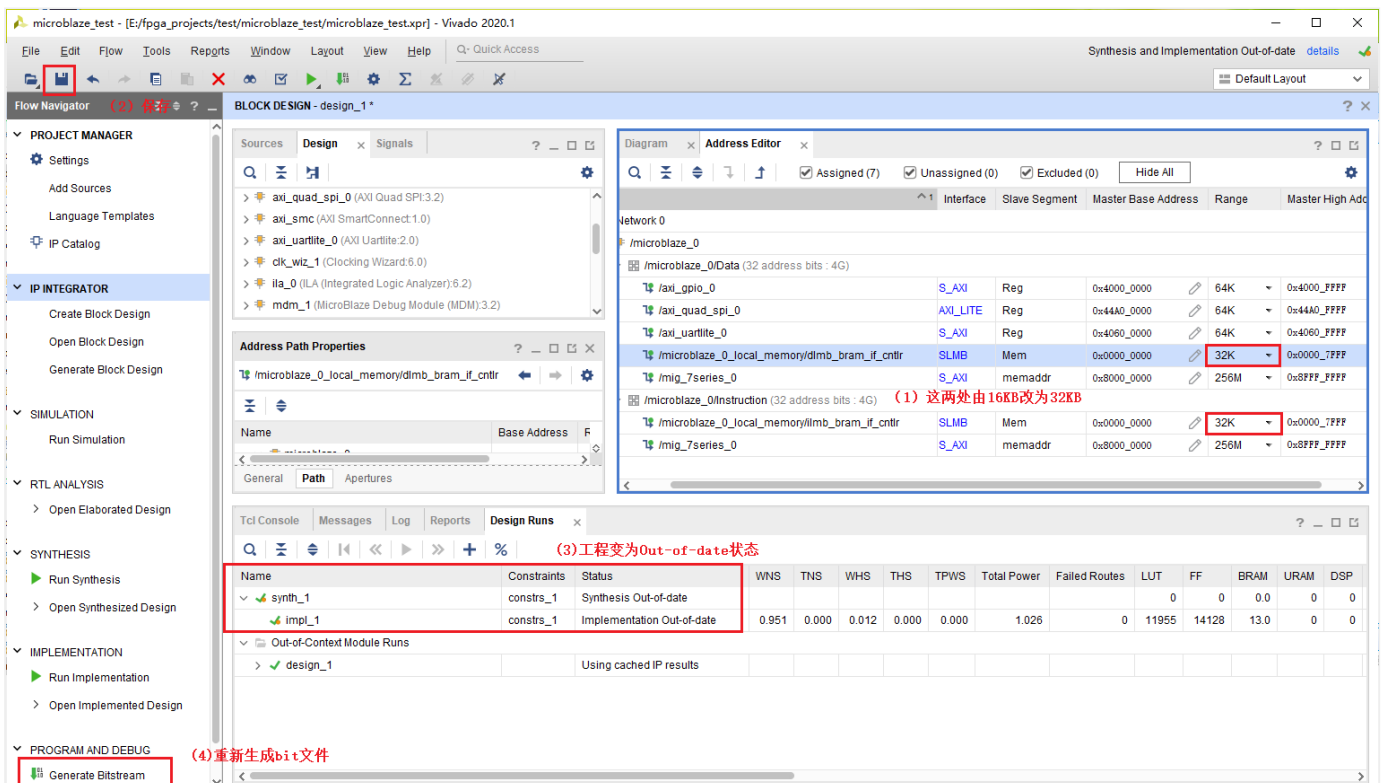 microblaze_test - [E:/fpga_projects/test/microblaze_test/microblaze_test.xpr] - Vivado 2020.1
File Edit Flow Tools Reports Window Layout View Help Q- Quick Access
Synthesis and Implementation Out-of-date details
Default Layout
Flow Navigator (2) 保存
BLOCK DESIGN - design_1 *
PROJECT MANAGER
Settings
Add Sources
Language Templates
IP Catalog
IP INTEGRATOR
Create Block Design
Open Block Design
Generate Block Design
SIMULATION
Run Simulation
RTL ANALYSIS
Open Elaborated Design
SYNTHESIS
Run Synthesis
Open Synthesized Design
IMPLEMENTATION
Run Implementation
Open Implemented Design
PROGRAM AND DEBUG
Generate Bitstream
(4)重新生成bit文件
Sources Design Signals
axi_quad_spi_0 (AXI Quad SPI:3.2)
axi_smc (AXI SmartConnect:1.0)
axi_uartlite_0 (AXI Uartlite:2.0)
clk_wiz_1 (Clocking Wizard:6.0)
ila_0 (ILA (Integrated Logic Analyzer):6.2)
mdm_1 (MicroBlaze Debug Module (MDM):3.2)
Address Path Properties
/microblaze_0_local_memory/dlmb_bram_if_cntlr
Name Base Address R
General Path Apertures
Diagram Address Editor
Assigned (7) Unassigned (0) Excluded (0) Hide All
1 Interface Slave Segment Master Base Address Range Master High Add
Network 0
/microblaze_0
/microblaze_0/Data (32 address bits : 4G)
/axi_gpio_0 S_AXI Reg 0x4000_0000 64K 0x4000_FFFF
/axi_quad_spi_0 AXI_LITE Reg 0x44A0_0000 64K 0x44A0_FFFF
/axi_uartlite_0 S_AXI Reg 0x4060_0000 64K 0x4060_FFFF
/microblaze_0_local_memory/dlmb_bram_if_cntlr SLMB Mem 0x0000_0000 32K 0x0000_7FFF
/mig_7series_0 S_AXI memaddr 0x8000_0000 256M 0x8FFF_FFFF
/microblaze_0/Instruction (32 address bits : 4G) (1) 这两处由16KB改为32KB
/microblaze_0_local_memory/ilmb_bram_if_cntlr SLMB Mem 0x0000_0000 32K 0x0000_7FFF
/mig_7series_0 S_AXI memaddr 0x8000_0000 256M 0x8FFF_FFFF
Tcl Console Messages Log Reports Design Runs
(3)工程变为Out-of-date状态
Name Constraints Status WNS TNS WHS THS TPWS Total Power Failed Routes LUT FF BRAM URAM DSP
synth_1 constrs_1 Synthesis Out-of-date 0 0 0.0 0 0
impl_1 constrs_1 Implementation Out-of-date 0.951 0.000 0.012 0.000 0.000 1.026 0 11955 14128 13.0 0 0
Out-of-Context Module Runs
design_1 Using cached IP results